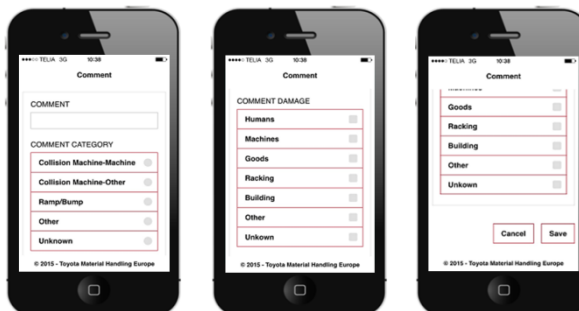 TELIA 3G 10:38
Comment
COMMENT
COMMENT CATEGORY
Collision Machine-Machine
Collision Machine-Other
Ramp/Bump
Other
Unknown
© 2015 - Toyota Material Handling Europe
TELIA 3G 10:38
Comment
COMMENT DAMAGE
Humans
Machines
Goods
Racking
Building
Other
Unkown
© 2015 - Toyota Material Handling Europe
TELIA 3G 10:38
Comment
Machines
Goods
Racking
Building
Other
Unkown
Cancel Save
© 2015 - Toyota Material Handling Europe